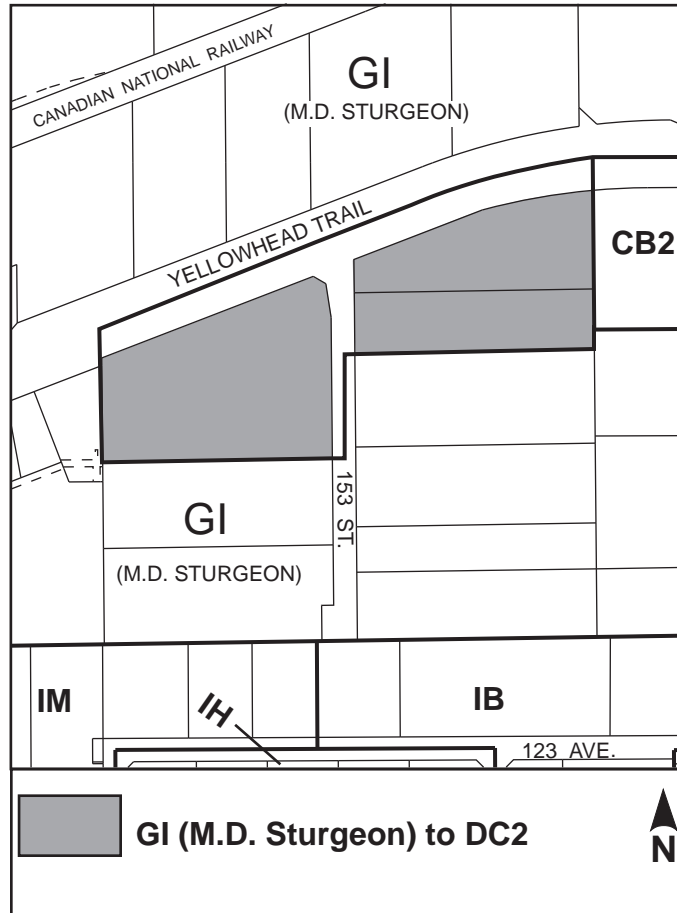 CANADIAN NATIONAL RAILWAY
GI
(M.D. STURGEON)
YELLOWHEAD TRAIL
CB2
153 ST.
GI
(M.D. STURGEON)
IM
IH
IB
123 AVE.
GI (M.D. Sturgeon) to DC2
N